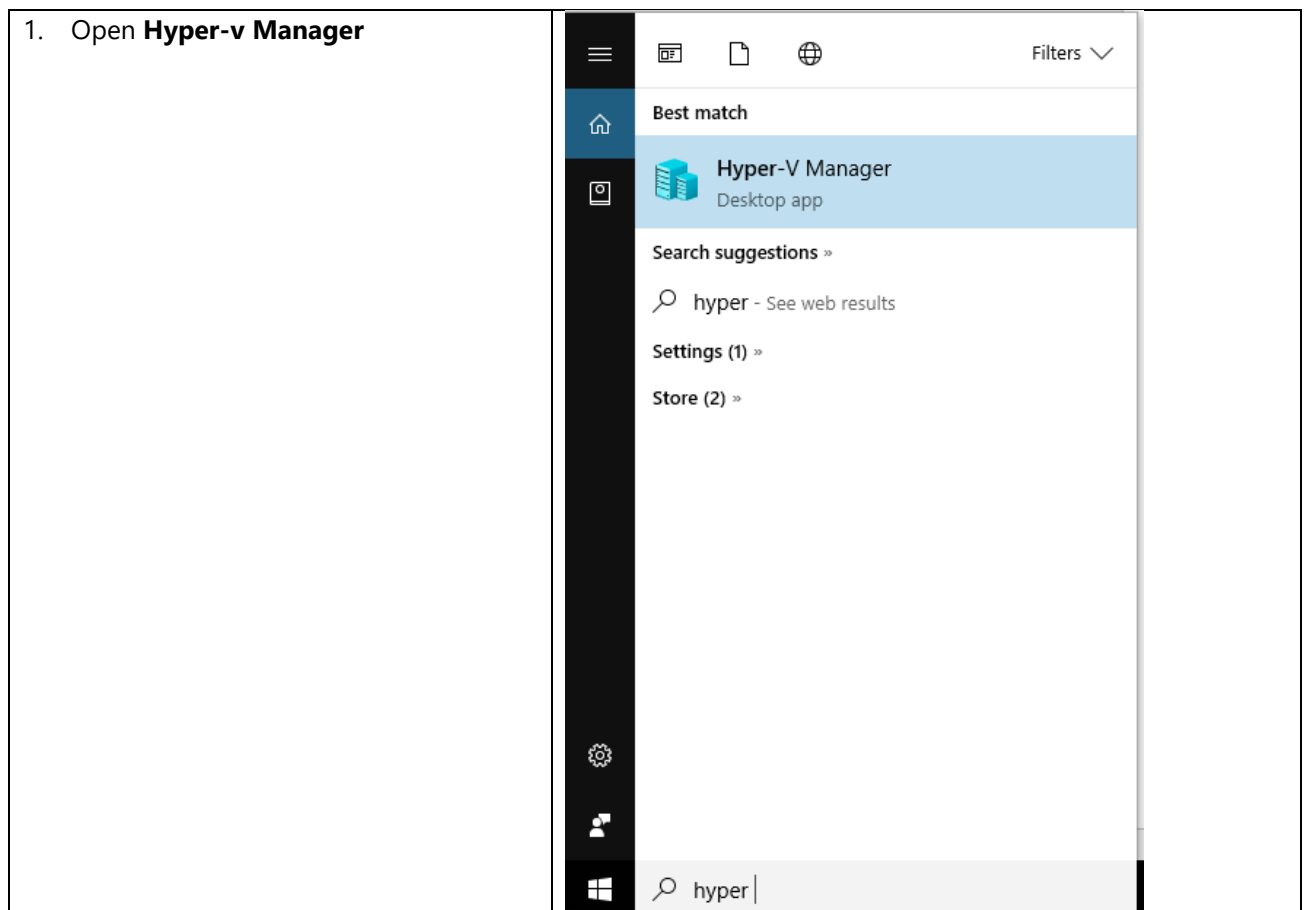 1. Open Hyper-v Manager
Filters
Best match
Hyper-V Manager
Desktop app
Search suggestions »
hyper - See web results
Settings (1) »
Store (2) »
hyper